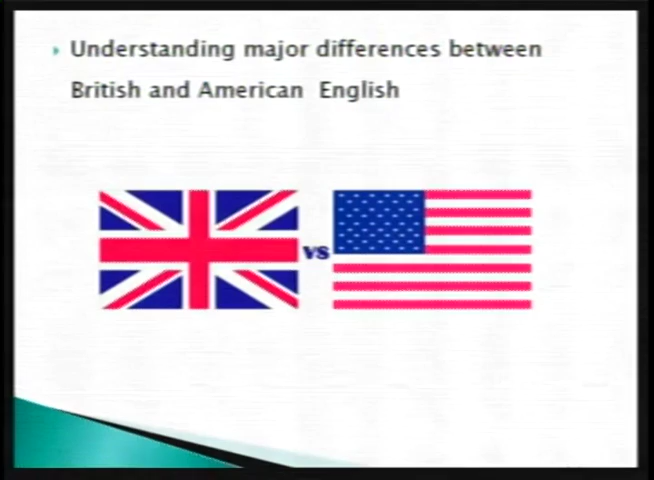 Understanding major differences between
British and American English
vs